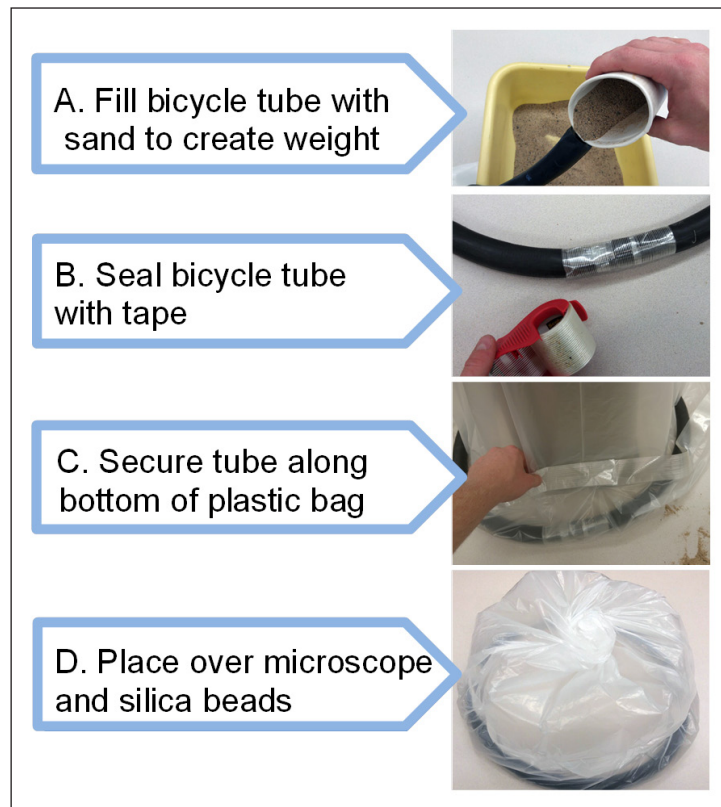 A. Fill bicycle tube with
sand to create weight
B. Seal bicycle tube
with tape
C. Secure tube along
bottom of plastic bag
D. Place over microscope
and silica beads